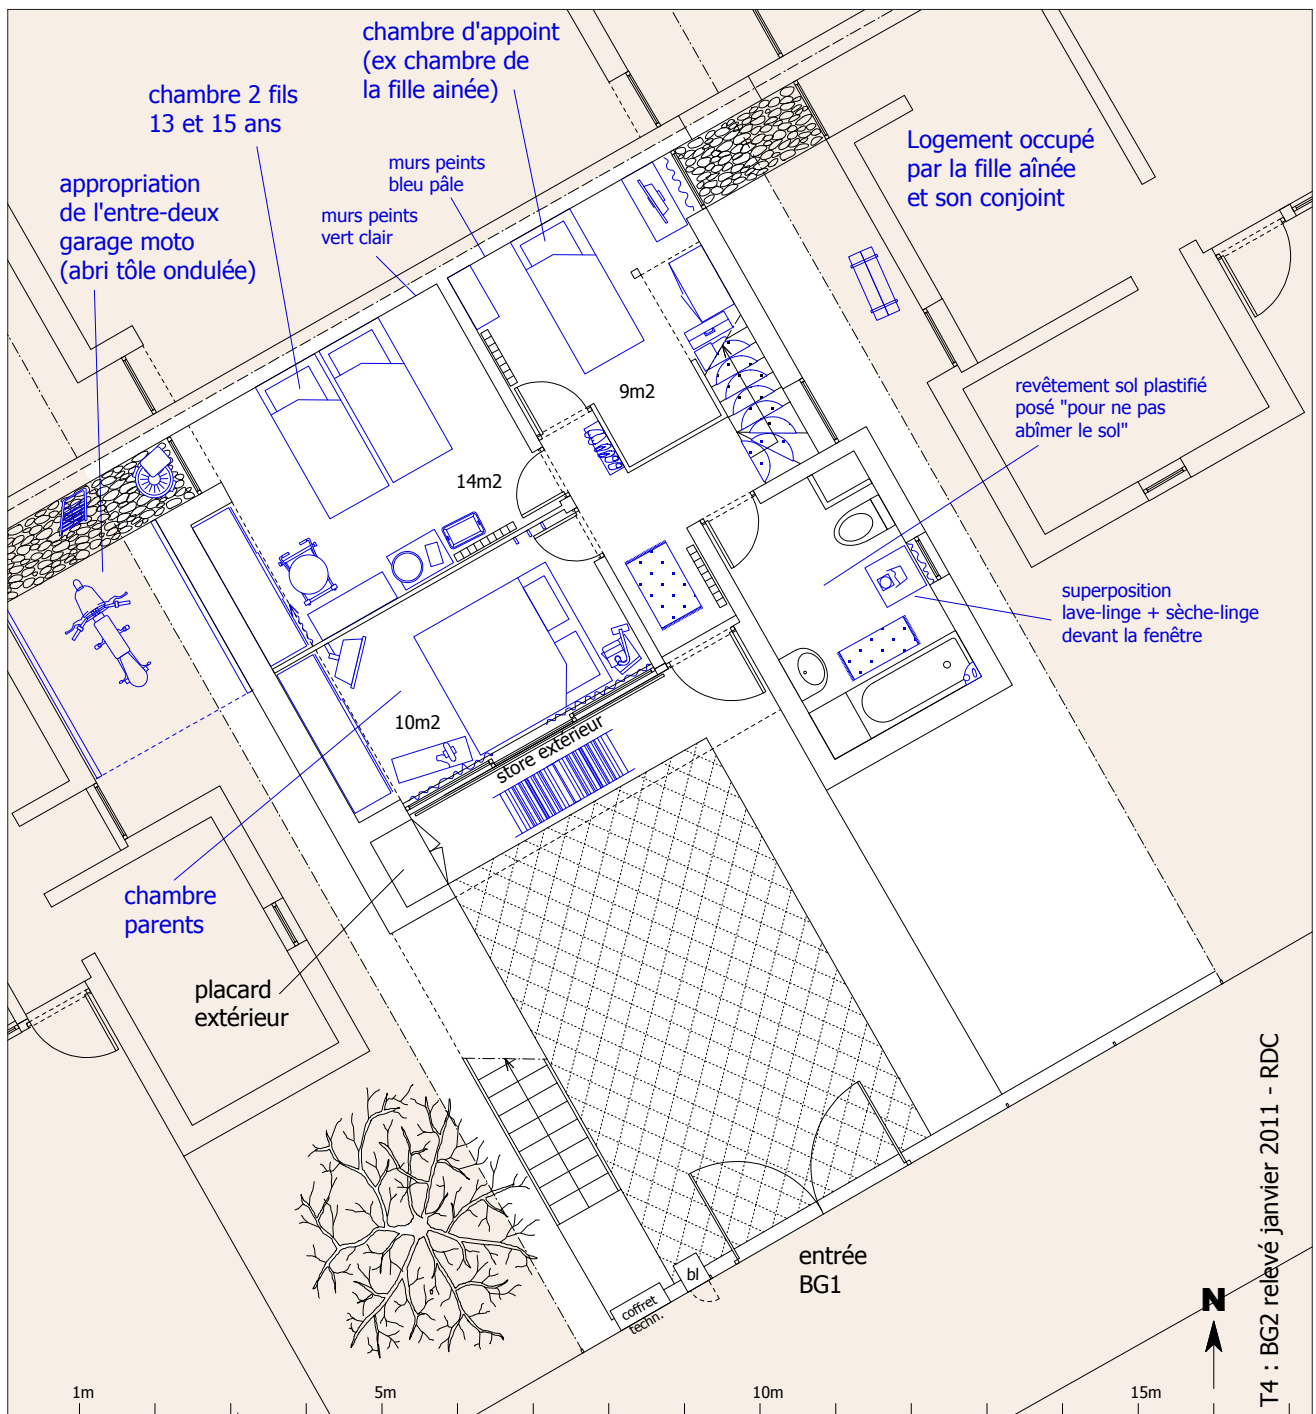 chambre d'appoint
(ex chambre de
la fille ainée)
chambre 2 fils
13 et 15 ans
murs peints
bleu pâle
murs peints
vert clair
appropriation
de l'entre-deux
garage moto
(abri tôle ondulée)
Logement occupé
par la fille aînée
et son conjoint
revêtement sol plastifié
posé "pour ne pas
abîmer le sol"
9m2
14m2
superposition
lave-linge + sèche-linge
devant la fenêtre
10m2
store extérieur
chambre
parents
placard
extérieur
entrée
BG1
bl
coffret
techn.
N
T4 : BG2 relevé janvier 2011 - RDC
1m
5m
10m
15m